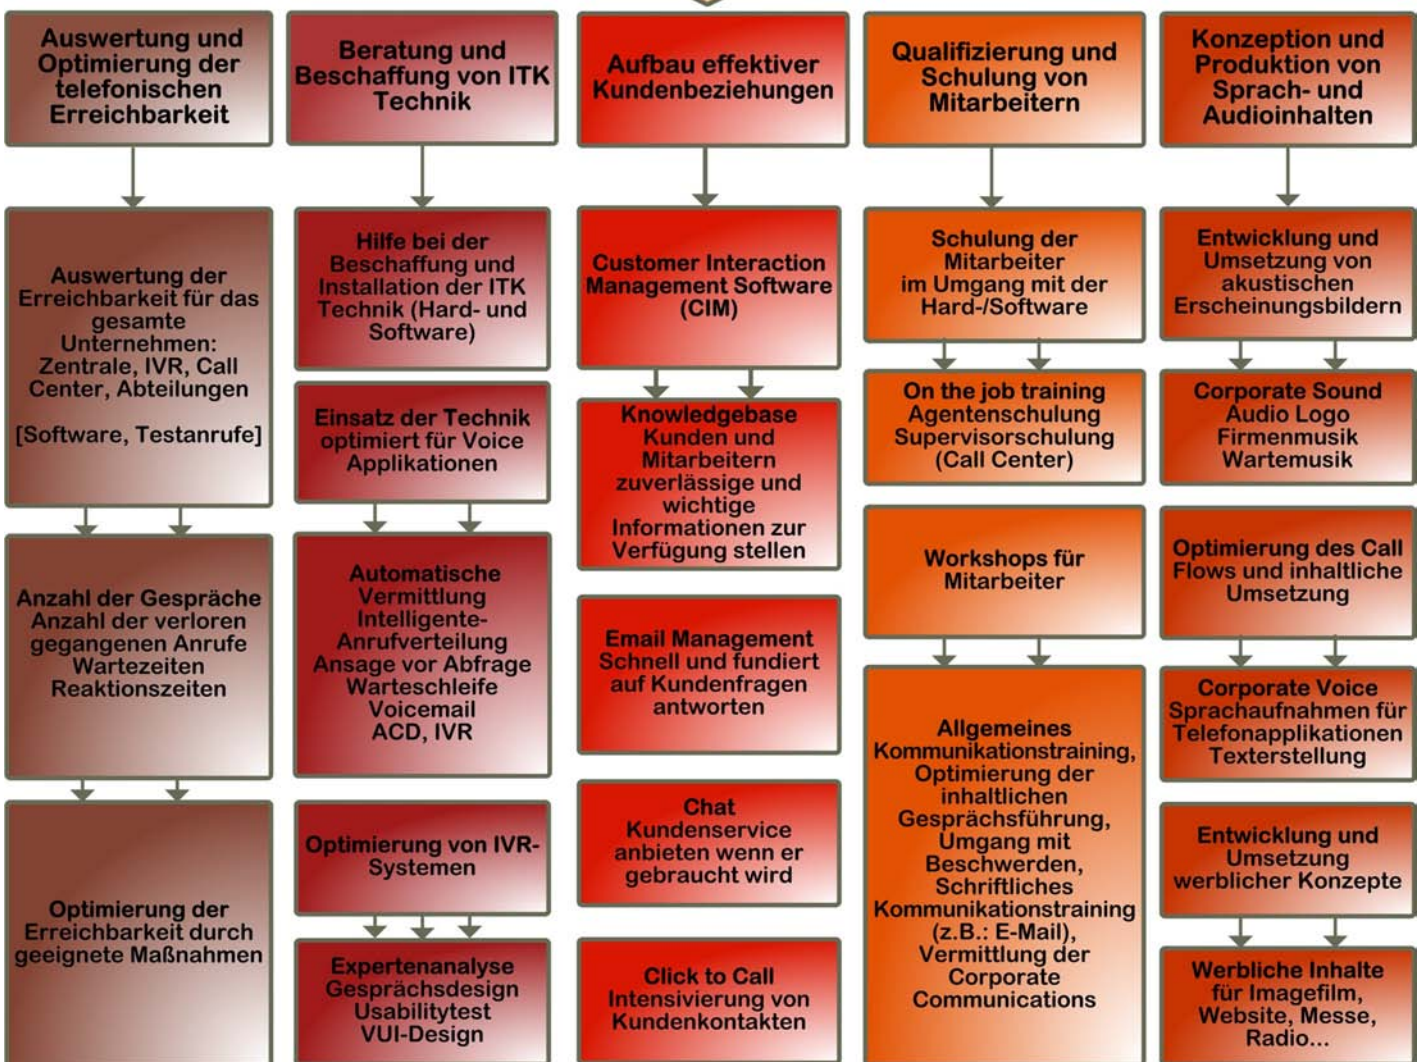 Auswertung und
Optimierung der
telefonischen
Erreichbarkeit
Auswertung der
Erreichbarkeit für das
gesamte
Unternehmen:
Zentrale, IVR, Call
Center, Abteilungen
[Software, Testanrufe]
Anzahl der Gespräche
Anzahl der verloren
gegangenen Anrufe
Wartezeiten
Reaktionszeiten
Optimierung der
Erreichbarkeit durch
geeignete Maßnahmen
Beratung und
Beschaffung von ITK
Technik
Hilfe bei der
Beschaffung und
Installation der ITK
Technik (Hard- und
Software)
Einsatz der Technik
optimiert für Voice
Applikationen
Automatische
Vermittlung
Intelligente-
Anrufverteilung
Ansage vor Abfrage
Warteschleife
Voicemail
ACD, IVR
Optimierung von IVR-
Systemen
Expertenanalyse
Gesprächsdesign
Usabilitytest
VUI-Design
Aufbau effektiver
Kundenbeziehungen
Customer Interaction
Management Software
(CIM)
Knowledgebase
Kunden und
Mitarbeitern
zuverlässige und
wichtige
Informationen zur
Verfügung stellen
Email Management
Schnell und fundiert
auf Kundenfragen
antworten
Chat
Kundenservice
anbieten wenn er
gebraucht wird
Click to Call
Intensivierung von
Kundenkontakten
Qualifizierung und
Schulung von
Mitarbeitern
Schulung der
Mitarbeiter
im Umgang mit der
Hard-/Software
On the job training
Agentenschulung
Supervisorschulung
(Call Center)
Workshops für
Mitarbeiter
Allgemeines
Kommunikationstraining,
Optimierung der
inhaltlichen
Gesprächsführung,
Umgang mit
Beschwerden,
Schriftliches
Kommunikationstraining
(z.B.: E-Mail),
Vermittlung der
Corporate
Communications
Konzeption und
Produktion von
Sprach- und
Audioinhalten
Entwicklung und
Umsetzung von
akustischen
Erscheinungsbildern
Corporate Sound
Audio Logo
Firmenmusik
Wartemusik
Optimierung des Call
Flows und inhaltliche
Umsetzung
Corporate Voice
Sprachaufnahmen für
Telefonapplikationen
Texterstellung
Entwicklung und
Umsetzung
werblicher Konzepte
Werbliche Inhalte
für Imagefilm,
Website, Messe,
Radio...